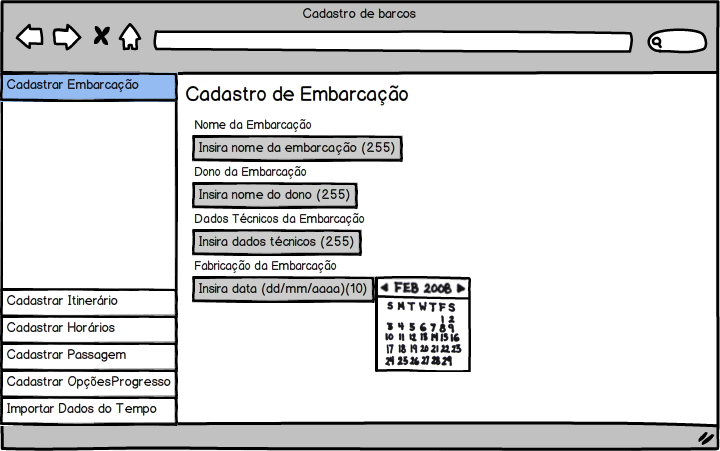 Cadastro de barcos
Cadastrar Embarcação
Cadastro de Embarcação
Nome da Embarcação
Insira nome da embarcação (255)
Dono da Embarcação
Insira nome do dono (255)
Dados Técnicos da Embarcação
Insira dados técnicos (255)
Fabricação da Embarcação
Insira data (dd/mm/aaaa)(10)
FEB 2008
S M T W T F S
1 2
3 4 5 6 7 8 9
10 11 12 13 14 15 16
17 18 19 20 21 22 23
24 25 26 27 28 29
Cadastrar Itinerário
Cadastrar Horários
Cadastrar Passagem
Cadastrar OpçõesProgresso
Importar Dados do Tempo